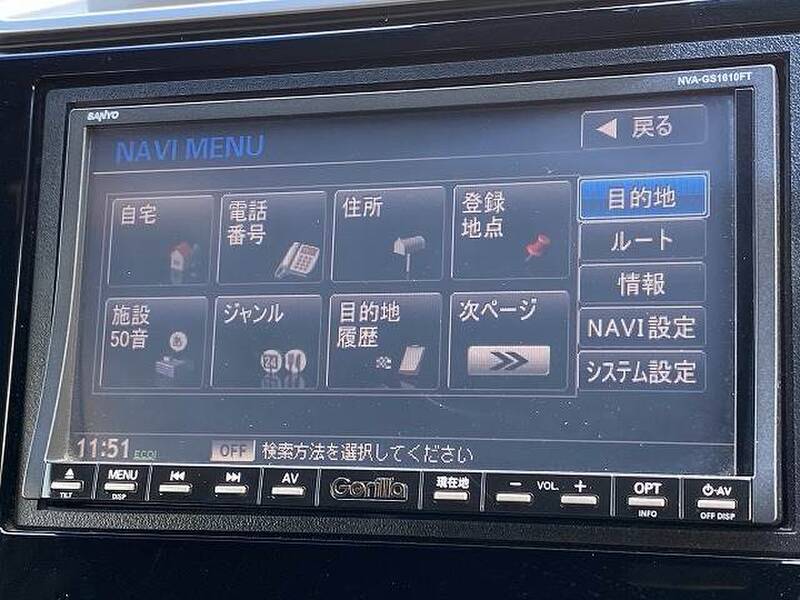 SANYO
NVA-GS1610FT
NAVI MENU
戻る
自宅
電話
番号
住所
登録
地点
目的地
ルート
施設
50音
あ
ジャンル
24
目的地
履歴
次ページ
情報
NAVI設定
システム設定
11:51
ECO!
OFF
検索方法を選択してください
TILT
MENU
DISP
AV
Gorilla
現在地
− VOL. +
OPT
INFO
AV
OFF DISP